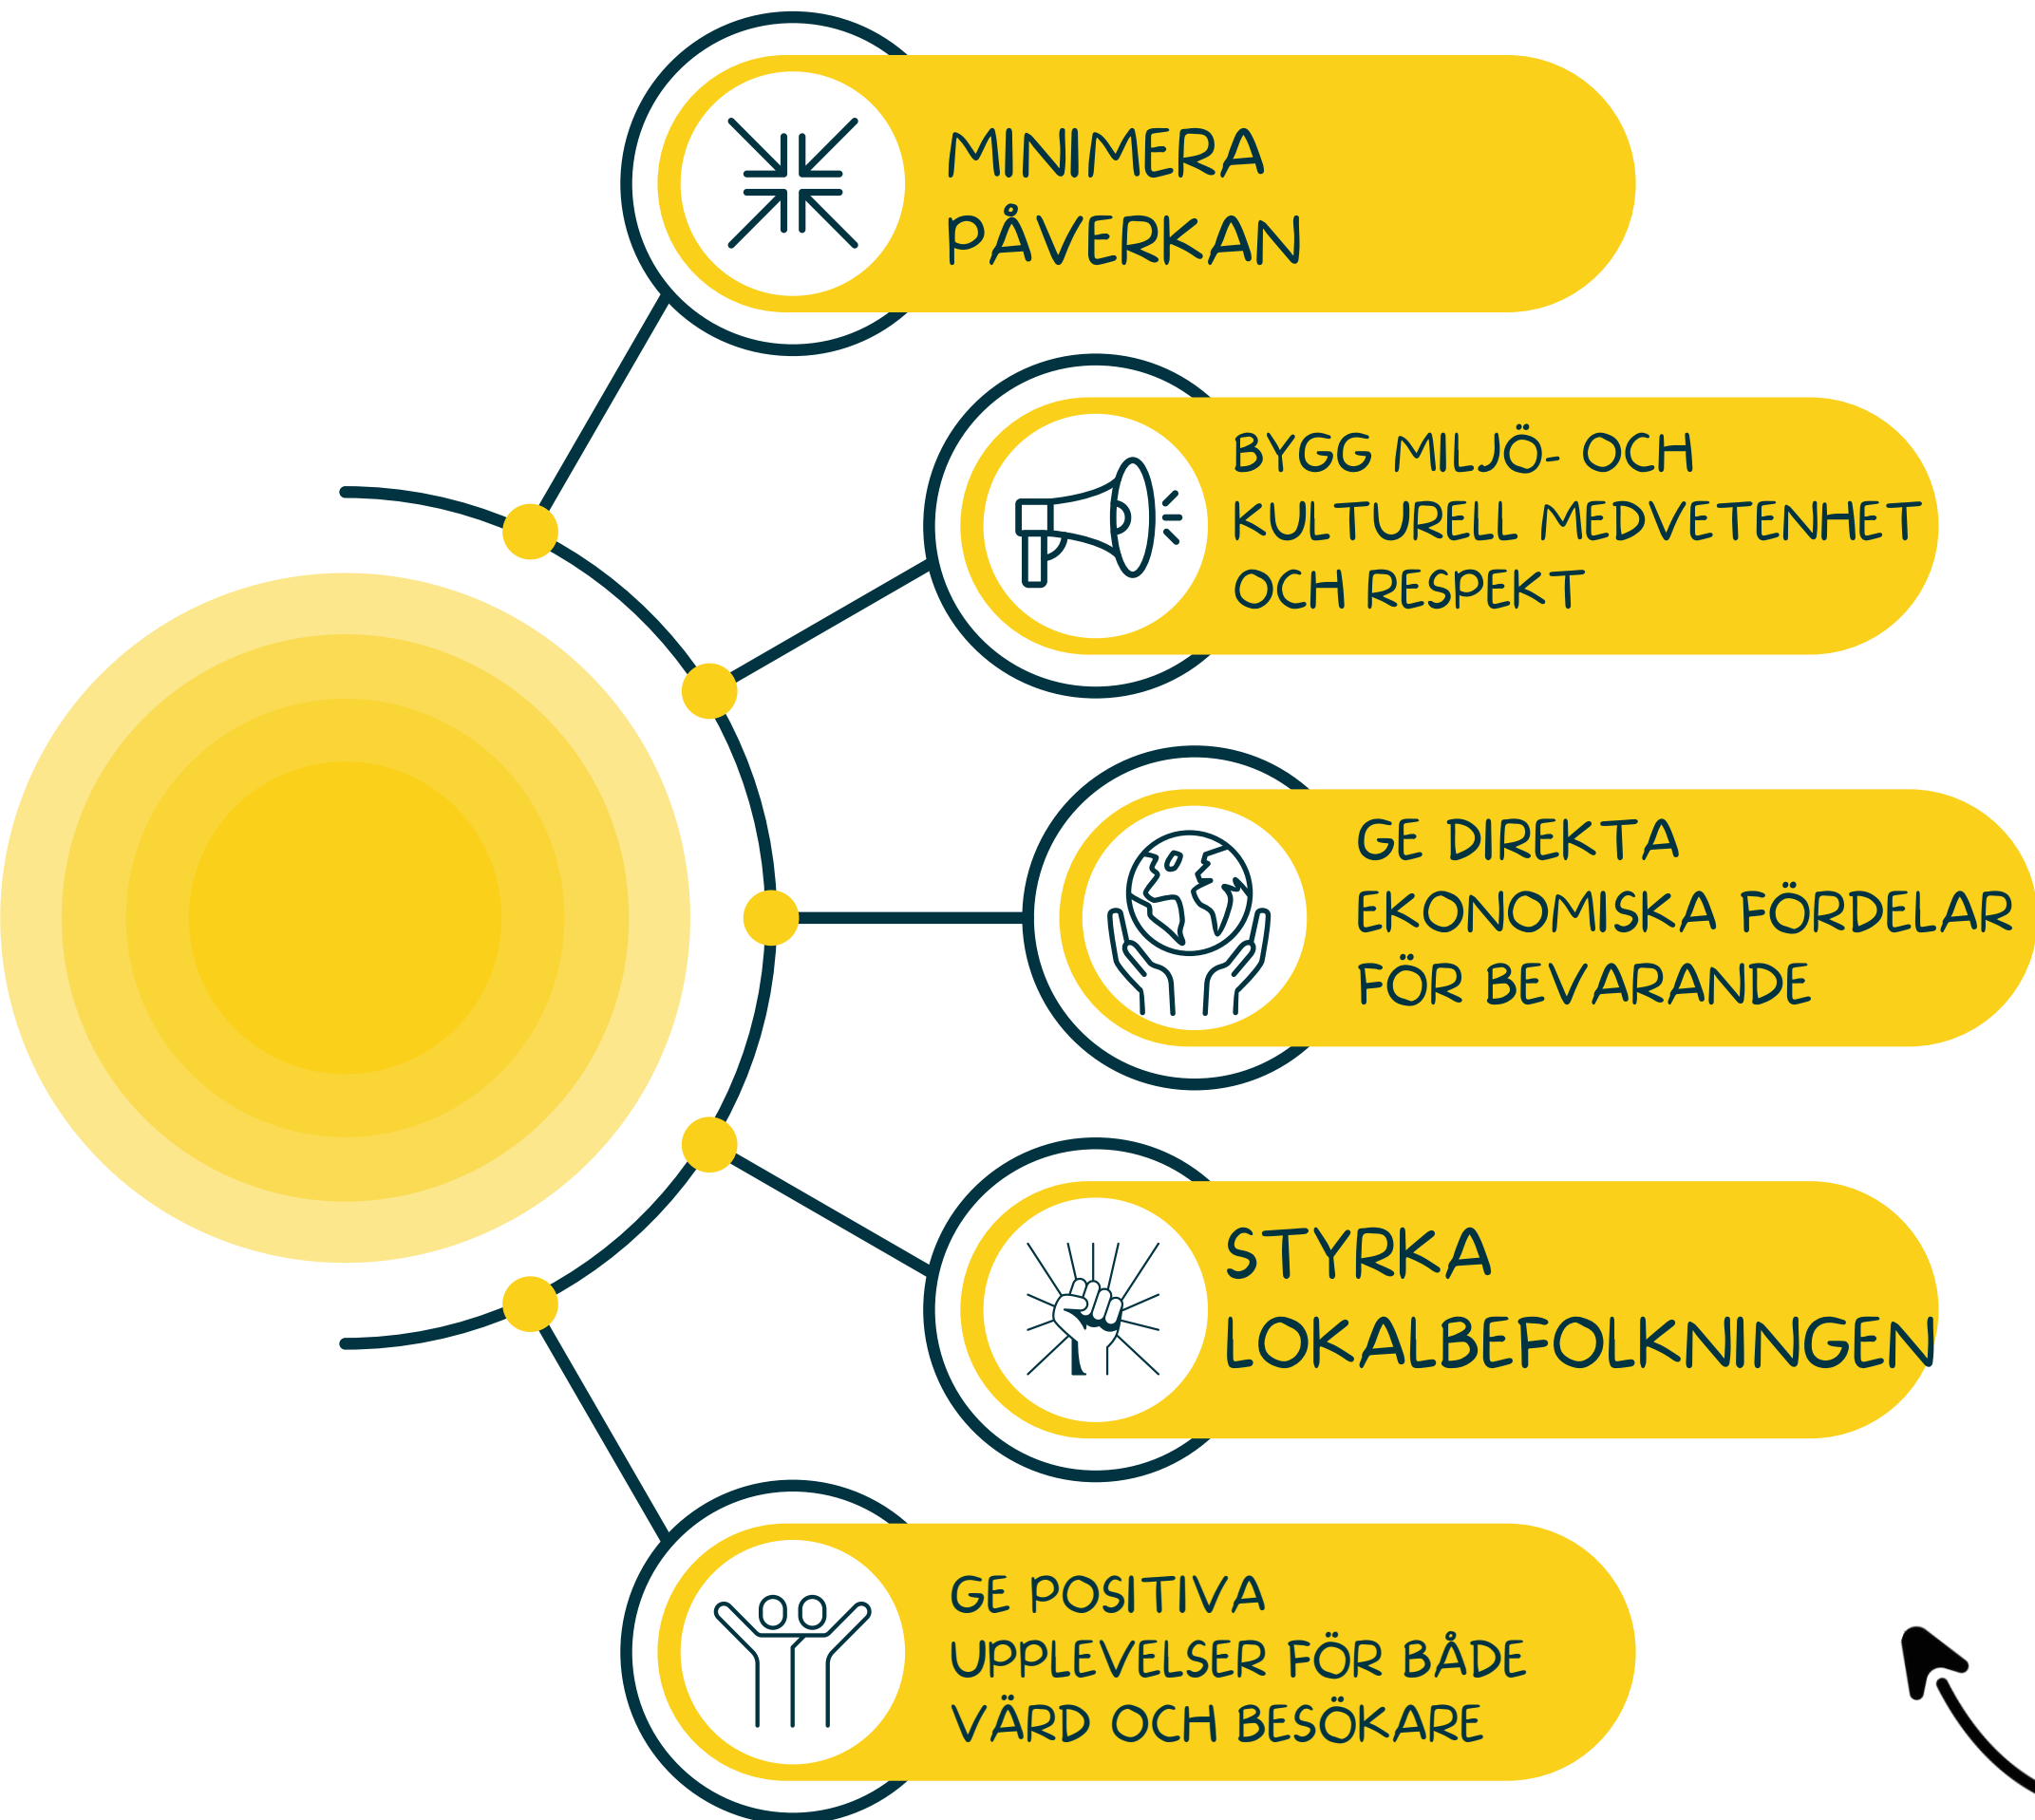 MINIMERA
PÅVERKAN
BYGG MILJÖ- OCH
KULTURELL MEDVETENHET
OCH RESPEKT
GE DIREKTA
EKONOMISKA FÖRDELAR
FÖR BEVARANDE
STYRKA
LOKALBEFOLKNINGEN
GE POSITIVA
UPPLEVELSER FÖR BÅDE
VÄRD OCH BESÖKARE